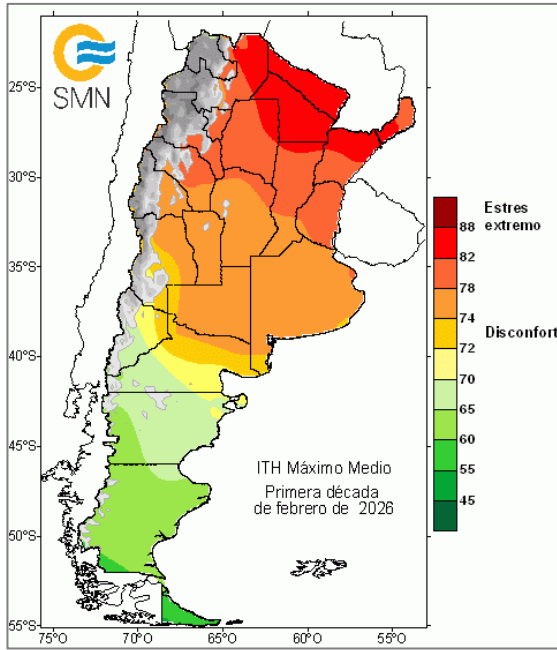 SMN
25°S
30°S
35°S
40°S
45°S
50°S
55°S
75°O
70°O
65°O
60°O
55°O
Estres
extremo
88
82
78
74
Disconfort
72
70
65
60
55
45
ITH Máximo Medio
Primera década
de febrero de 2026